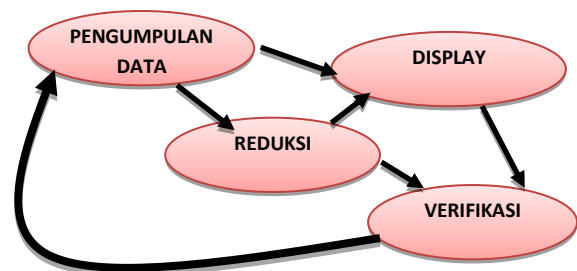 PENGUMPULAN
DATA
DISPLAY
REDUKSI
VERIFIKASI